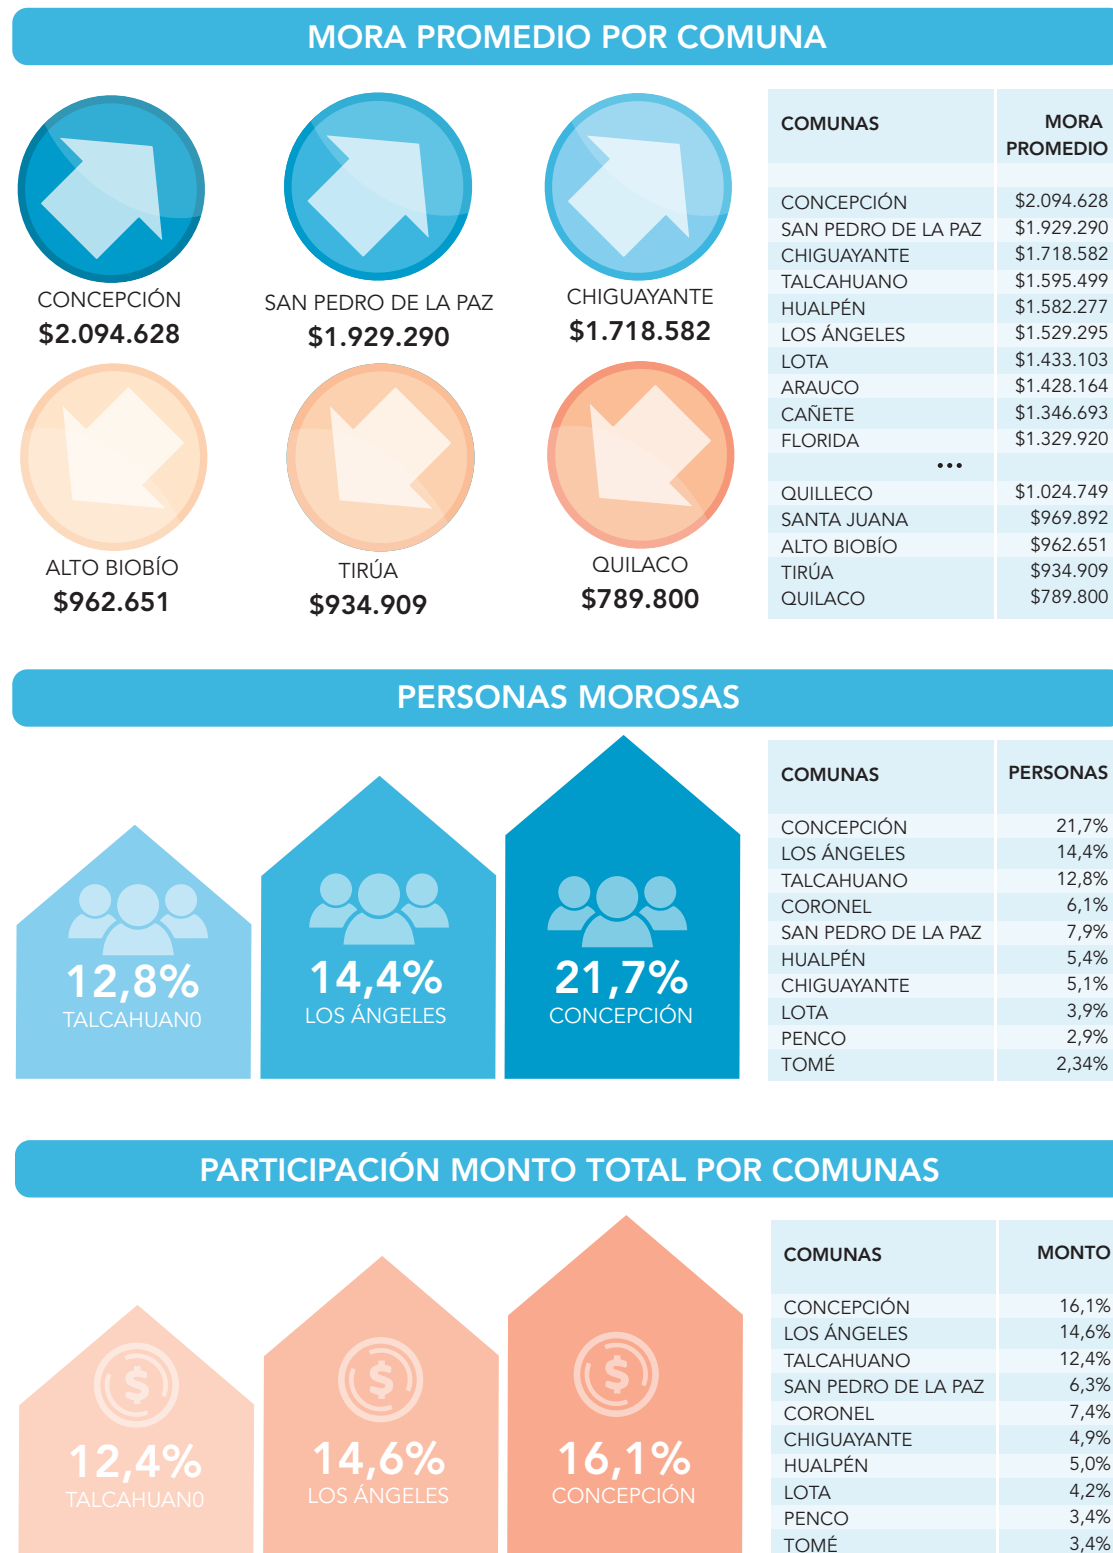 MORA PROMEDIO POR COMUNA
CONCEPCIÓN
$2.094.628
SAN PEDRO DE LA PAZ
$1.929.290
CHIGUAYANTE
$1.718.582
ALTO BIOBÍO
$962.651
TIRÚA
$934.909
QUILACO
$789.800
COMUNAS MORA
PROMEDIO
CONCEPCIÓN $2.094.628
SAN PEDRO DE LA PAZ $1.929.290
CHIGUAYANTE $1.718.582
TALCAHUANO $1.595.499
HUALPÉN $1.582.277
LOS ÁNGELES $1.529.295
LOTA $1.433.103
ARAUCO $1.428.164
CAÑETE $1.346.693
FLORIDA $1.329.920
...
QUILLECO $1.024.749
SANTA JUANA $969.892
ALTO BIOBÍO $962.651
TIRÚA $934.909
QUILACO $789.800
PERSONAS MOROSAS
12,8%
TALCAHUAN0
14,4%
LOS ÁNGELES
21,7%
CONCEPCIÓN
COMUNAS PERSONAS
CONCEPCIÓN 21,7%
LOS ÁNGELES 14,4%
TALCAHUANO 12,8%
CORONEL 6,1%
SAN PEDRO DE LA PAZ 7,9%
HUALPÉN 5,4%
CHIGUAYANTE 5,1%
LOTA 3,9%
PENCO 2,9%
TOMÉ 2,34%
PARTICIPACIÓN MONTO TOTAL POR COMUNAS
$
12,4%
TALCAHUAN0
$
14,6%
LOS ÁNGELES
$
16,1%
CONCEPCIÓN
COMUNAS MONTO
CONCEPCIÓN 16,1%
LOS ÁNGELES 14,6%
TALCAHUANO 12,4%
SAN PEDRO DE LA PAZ 6,3%
CORONEL 7,4%
CHIGUAYANTE 4,9%
HUALPÉN 5,0%
LOTA 4,2%
PENCO 3,4%
TOMÉ 3,4%